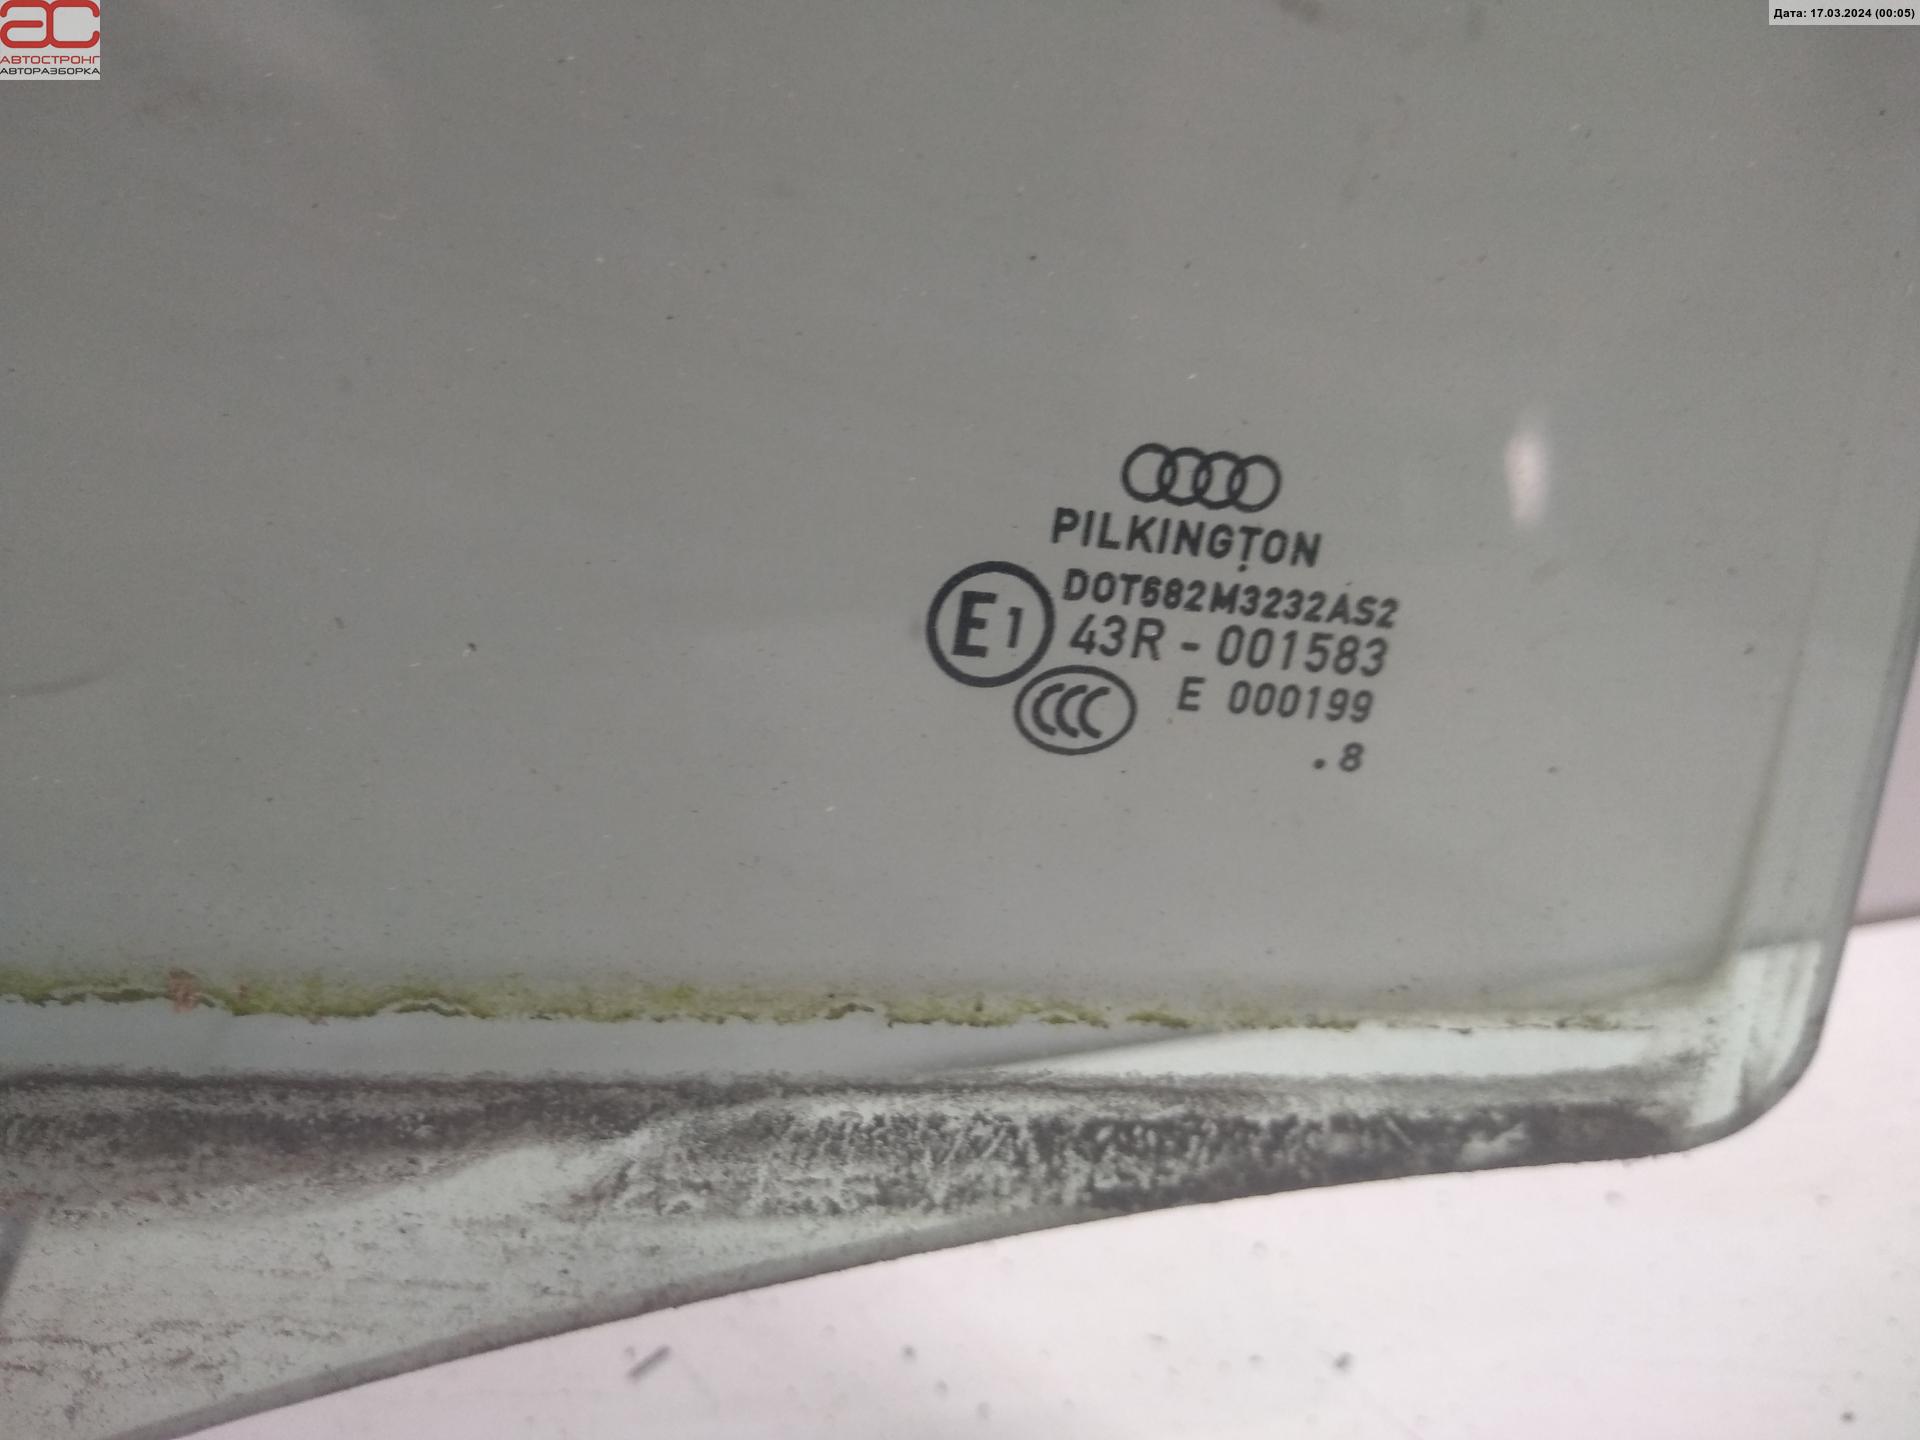 АС
АВТОСТРОНГ
АВТОРАЗБОРКА
Дата: 17.03.2024 (00:05)
PILKINGTON
DOT682M3232AS2
E1
43R - 001583
CCC
E 000199
.8